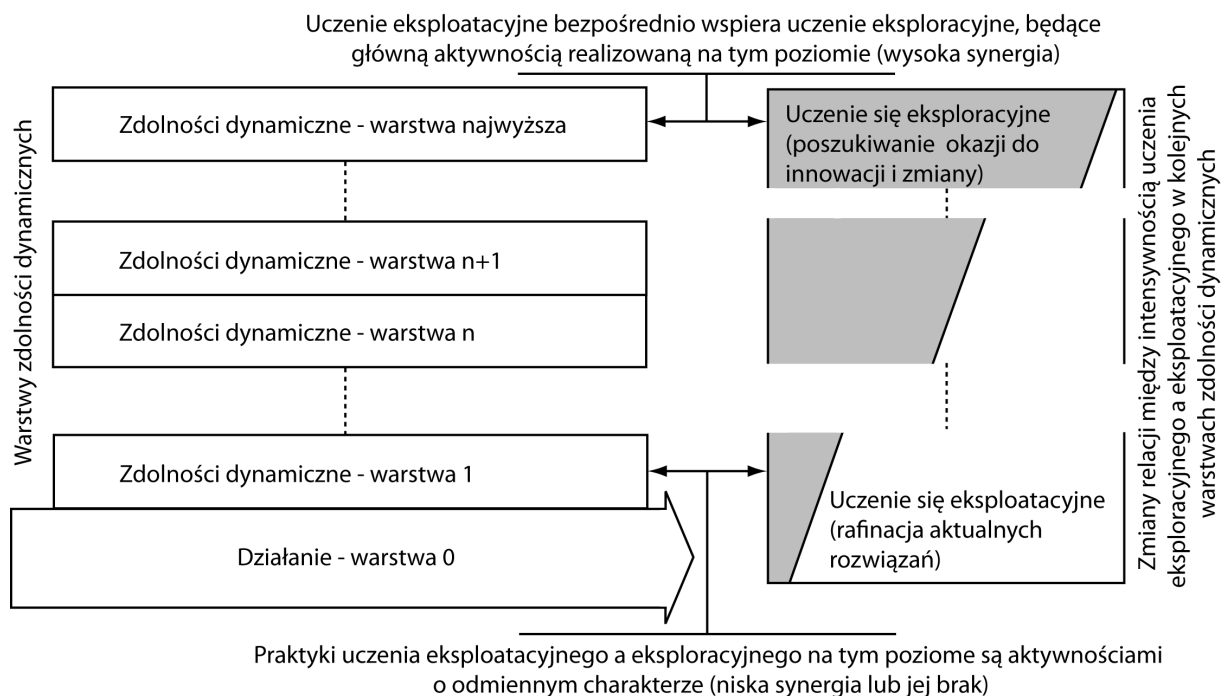 Uczenie eksploatacyjne bezpośrednio wspiera uczenie eksploracyjne, będące
główną aktywnością realizowaną na tym poziomie (wysoka synergia)
Warstwy zdolności dynamicznych
Zdolności dynamiczne - warstwa najwyższa
Zdolności dynamiczne - warstwa n+1
Zdolności dynamiczne - warstwa n
Zdolności dynamiczne - warstwa 1
Działanie - warstwa 0
Uczenie się eksploracyjne
(poszukiwanie okazji do
innowacji i zmiany)
Uczenie się eksploatacyjne
(rafinacja aktualnych
rozwiązań)
Zmiany relacji między intensywnością uczenia
eksploracyjnego a eksploatacyjnego w kolejnych
warstwach zdolności dynamicznych
Praktyki uczenia eksploatacyjnego a eksploracyjnego na tym poziome są aktywnościami
o odmiennym charakterze (niska synergia lub jej brak)